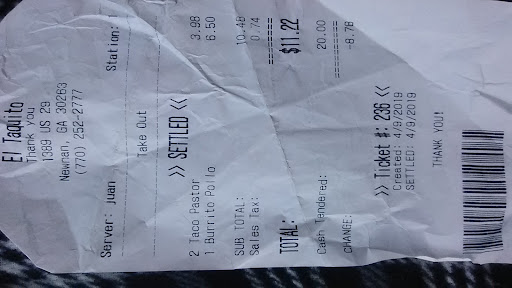 El Taquito
Thank You
1389 US 29
Newnan, GA 30263
(770) 252-2777
Server: juan Station:
Take Out
>> SETTLED <<
2 Taco Pastor 3.98
1 Burrito Pollo 6.50
SUB TOTAL: 10.48
Sales Tax: 0.74
========
TOTAL: $11.22
========
Cash Tendered: 20.00
CHANGE: -8.78
>> Ticket #: 236 <<
Created: 4/9/2019
SETTLED: 4/9/2019
THANK YOU!